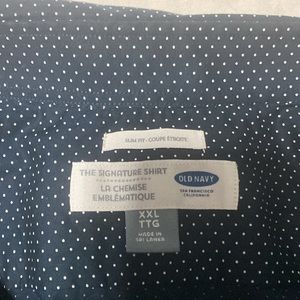 SLIM FIT - COUPE ÉTROITE
THE SIGNATURE SHIRT
LA CHEMISE
EMBLÉMATIQUE
OLD NAVY
SAN FRANCISCO
CALIFORNIA
XXL
TTG
MADE IN
SRI LANKA